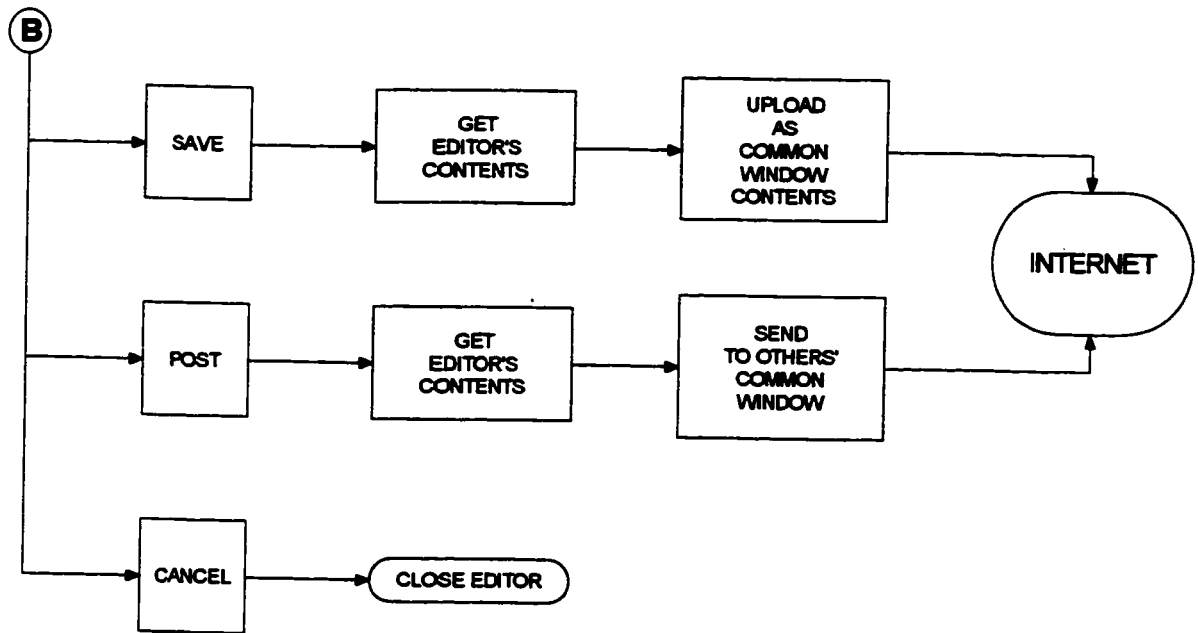 B
SAVE
GET
EDITOR'S
CONTENTS
UPLOAD
AS
COMMON
WINDOW
CONTENTS
INTERNET
POST
GET
EDITOR'S
CONTENTS
SEND
TO OTHERS'
COMMON
WINDOW
CANCEL
CLOSE EDITOR